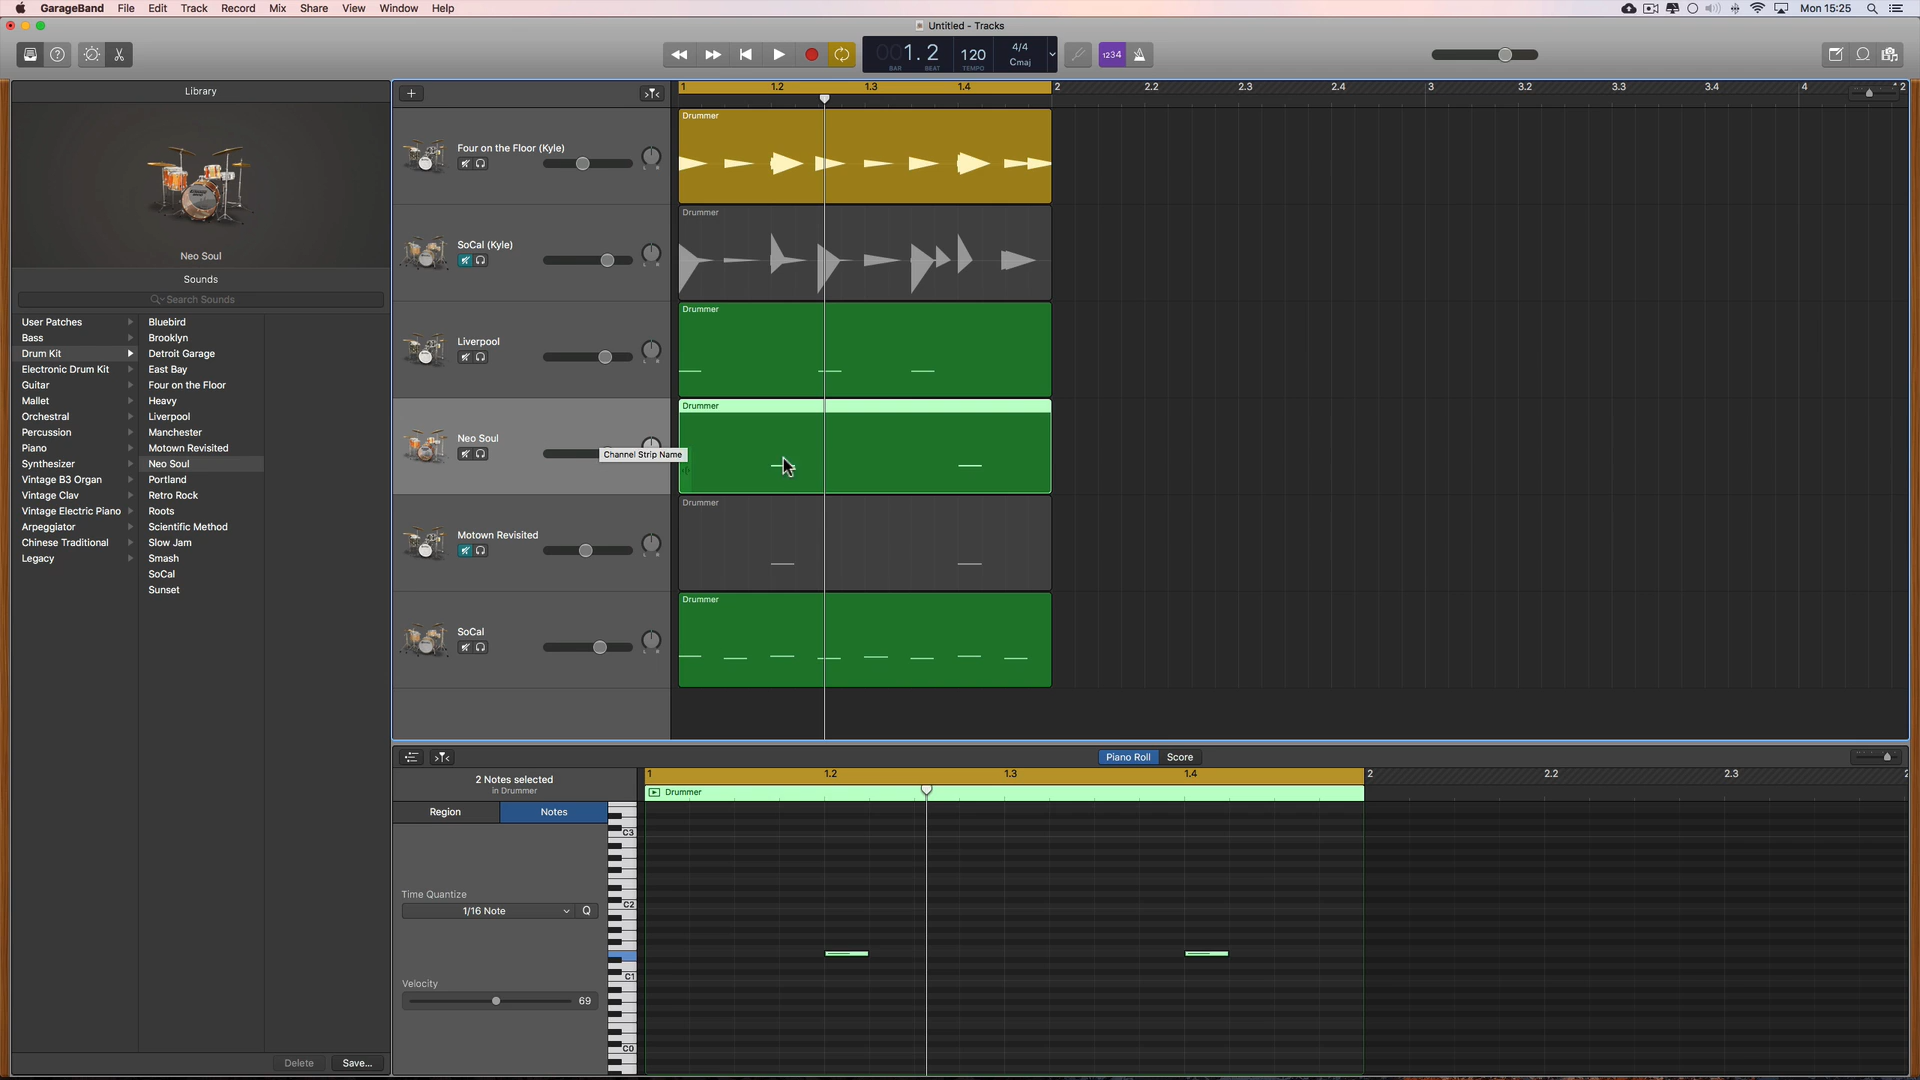 GarageBand File Edit Track Record Mix Share View Window Help
Mon 15:25
Untitled - Tracks
001.2
BAR BEAT
120
TEMPO
4/4
Cmaj
1234
Library
Neo Soul
Sounds
Search Sounds
User Patches
Bass
Drum Kit
Electronic Drum Kit
Guitar
Mallet
Orchestral
Percussion
Piano
Synthesizer
Vintage B3 Organ
Vintage Clav
Vintage Electric Piano
Arpeggiator
Chinese Traditional
Legacy
Bluebird
Brooklyn
Detroit Garage
East Bay
Four on the Floor
Heavy
Liverpool
Manchester
Motown Revisited
Neo Soul
Portland
Retro Rock
Roots
Scientific Method
Slow Jam
Smash
SoCal
Sunset
Delete Save...
1 1.2 1.3 1.4 2 2.2 2.3 2.4 3 3.2 3.3 3.4 4
Four on the Floor (Kyle)
Drummer
SoCal (Kyle)
Drummer
Liverpool
Drummer
Neo Soul
Channel Strip Name
Drummer
Motown Revisited
Drummer
SoCal
Drummer
Piano Roll Score
2 Notes selected
in Drummer
Region Notes
Time Quantize
1/16 Note
Q
Velocity
69
1 1.2 1.3 1.4 2 2.2 2.3
Drummer
C3
C2
C1
C0